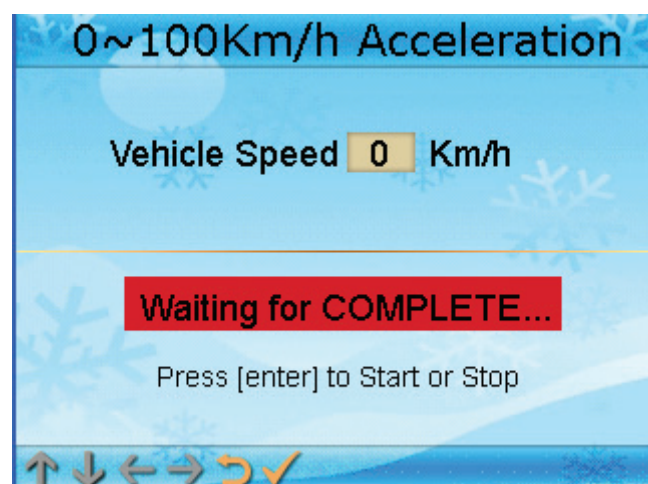 0~100Km/h Acceleration
Vehicle Speed 0 Km/h
Waiting for COMPLETE...
Press [enter] to Start or Stop